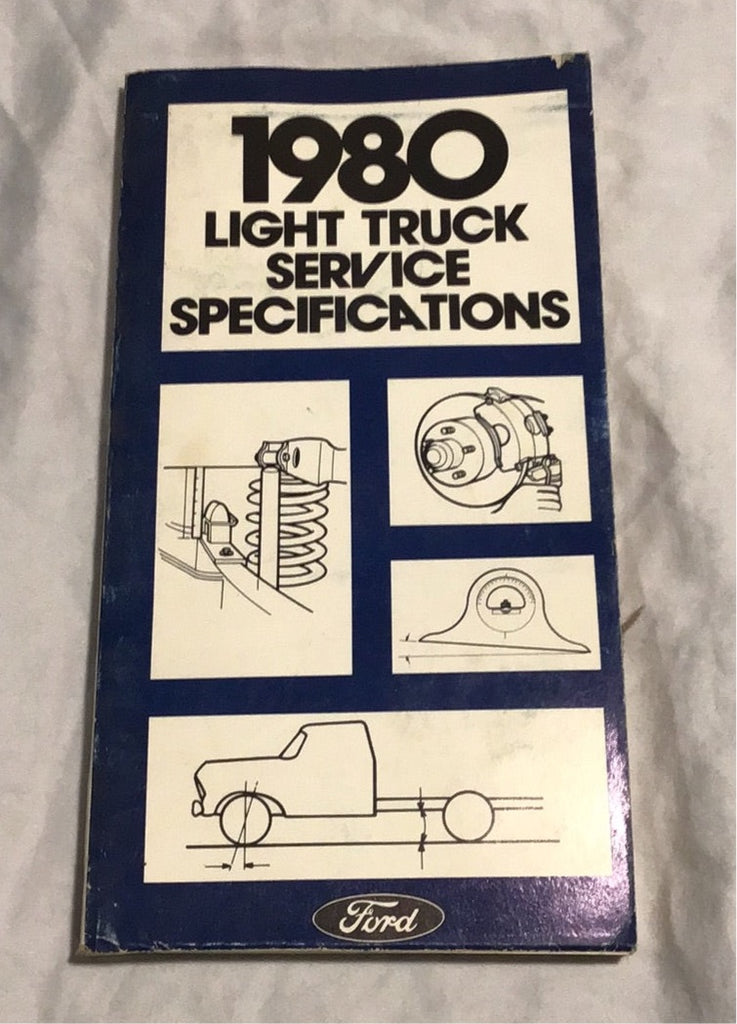 1980
LIGHT TRUCK
SERVICE
SPECIFICATIONS
Ford